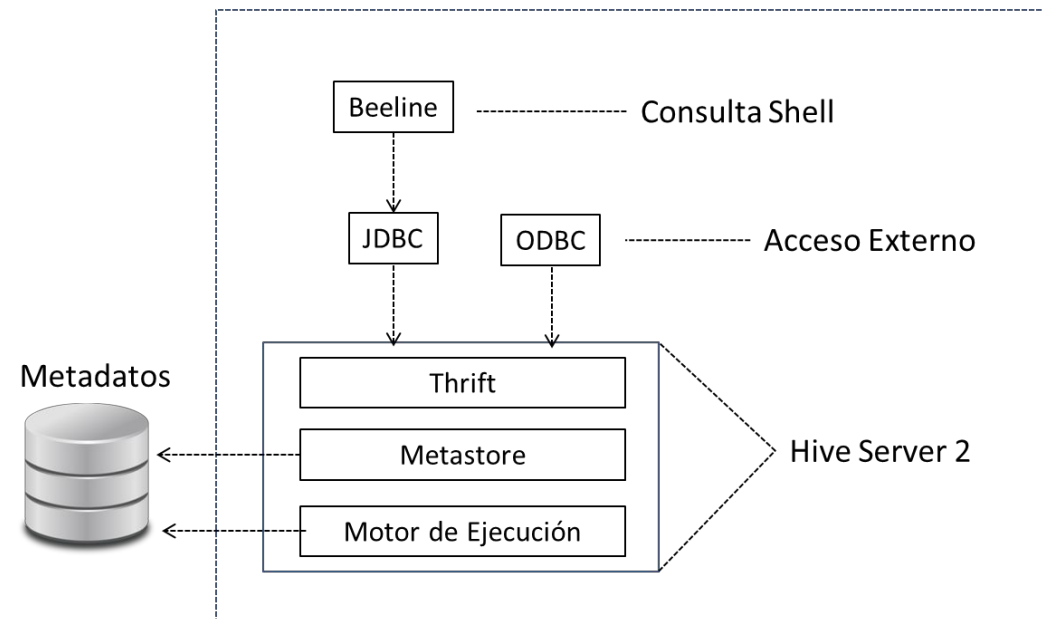 Beeline
Consulta Shell
JDBC
ODBC
Acceso Externo
Metadatos
Thrift
Metastore
Hive Server 2
Motor de Ejecución